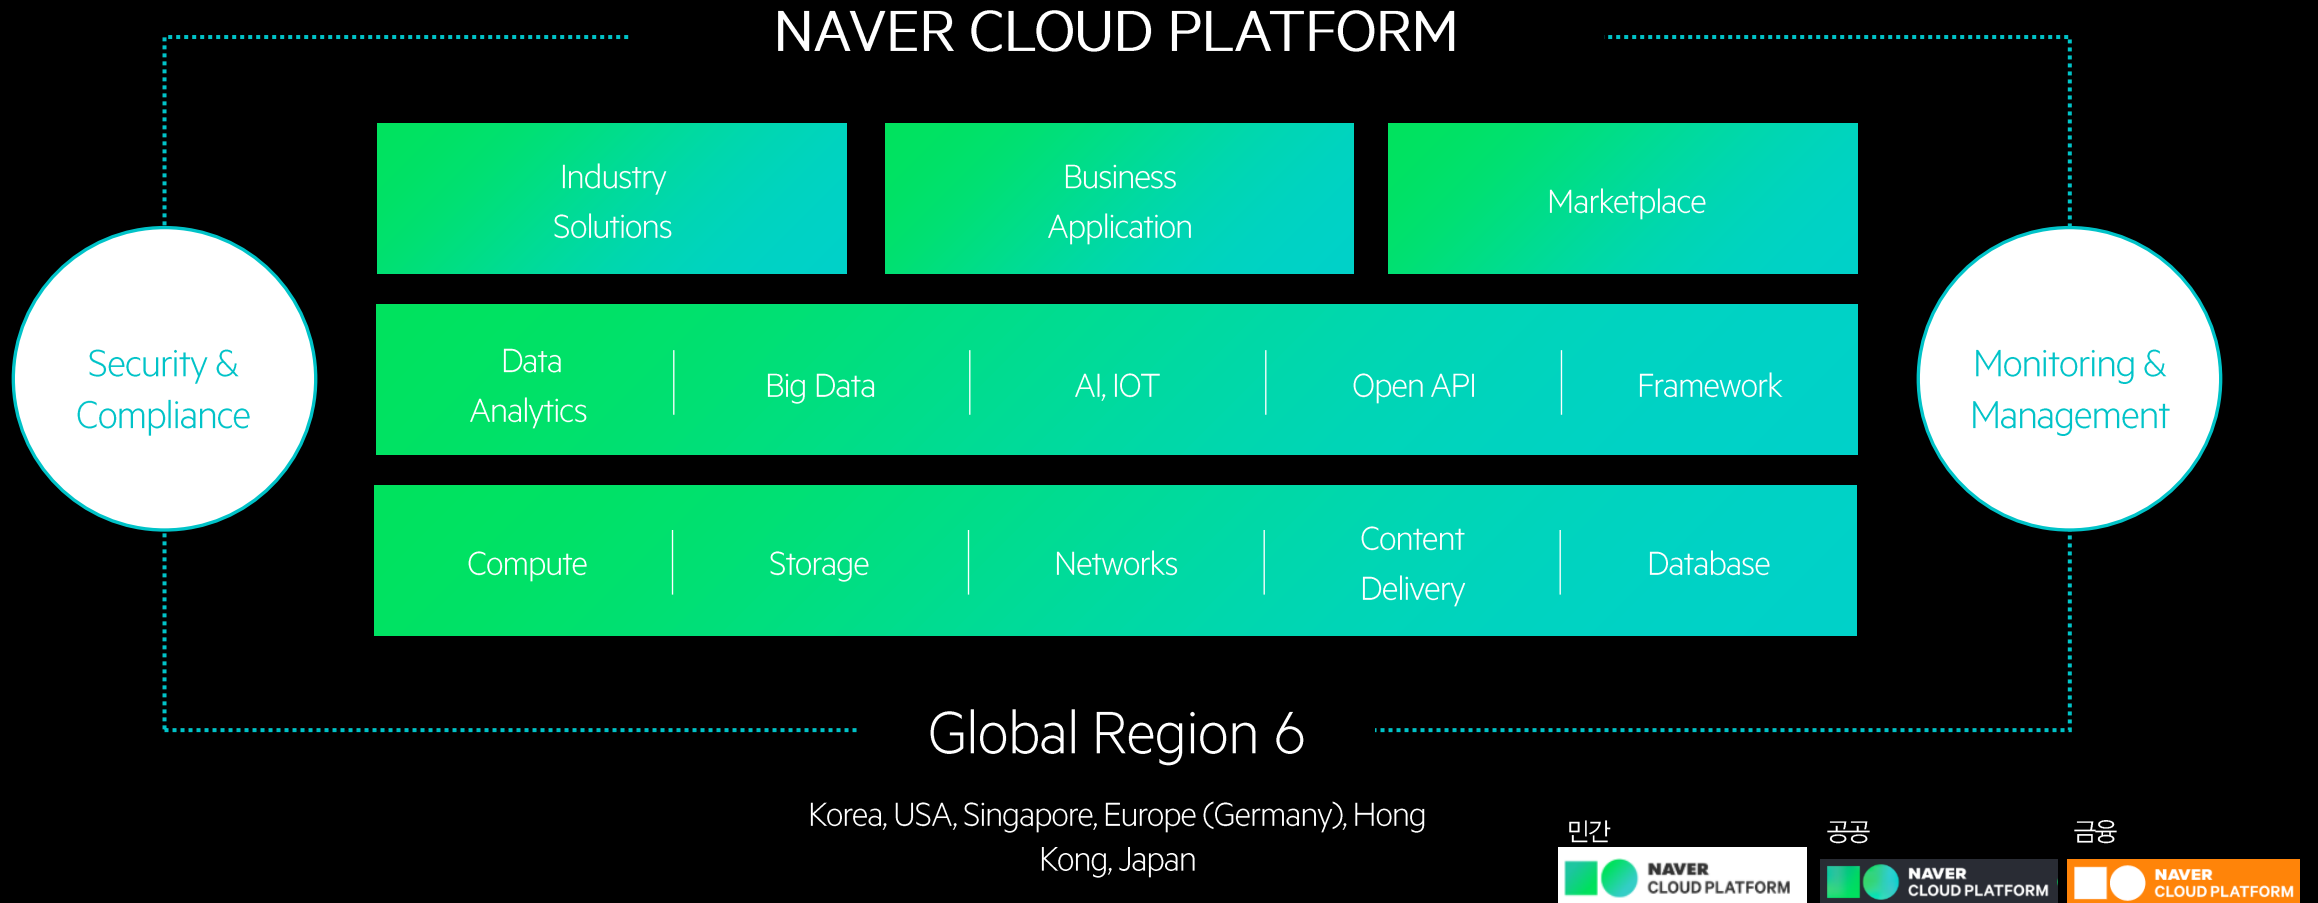 NAVER CLOUD PLATFORM
Industry
Solutions
Business
Application
Marketplace
Security &
Compliance
Data
Analytics
Big Data
AI, IOT
Open API
Framework
Monitoring &
Management
Compute
Storage
Networks
Content
Delivery
Database
Global Region 6
Korea, USA, Singapore, Europe (Germany), Hong
Kong, Japan
민간
NAVER
CLOUD PLATFORM
공공
NAVER
CLOUD PLATFORM
금융
NAVER
CLOUD PLATFORM